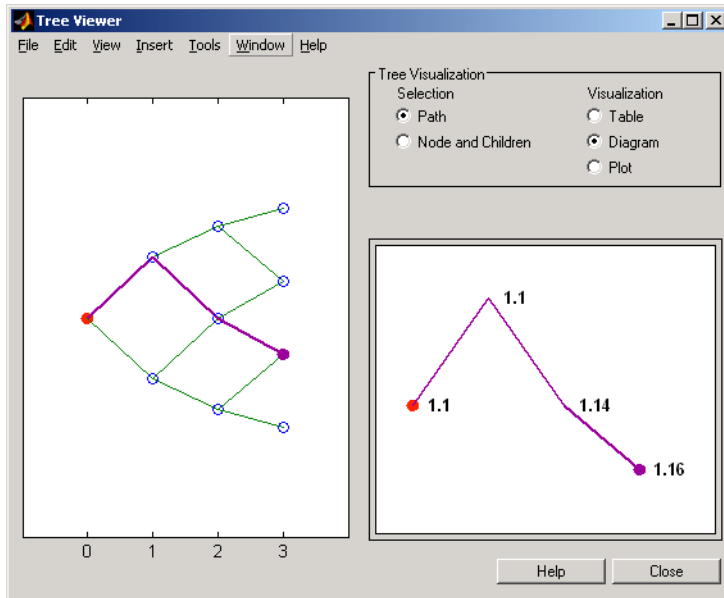 Tree Viewer
File Edit View Insert Tools Window Help
Tree Visualization
Selection
Path
Node and Children
Visualization
Table
Diagram
Plot
0 1 2 3
1.1
1.1
1.14
1.16
Help Close